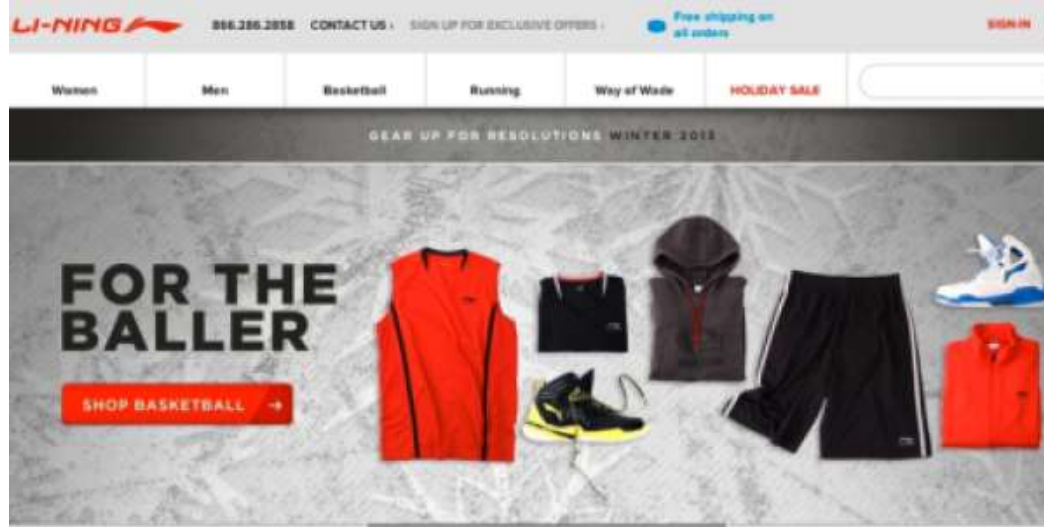 LI-NING
866.286.2858 CONTACT US › SIGN UP FOR EXCLUSIVE OFFERS ›
Free shipping on
all orders
SIGN IN
Women Men Basketball Running Way of Wade HOLIDAY SALE
GEAR UP FOR RESOLUTIONS WINTER 2013
FOR THE
BALLER
SHOP BASKETBALL →